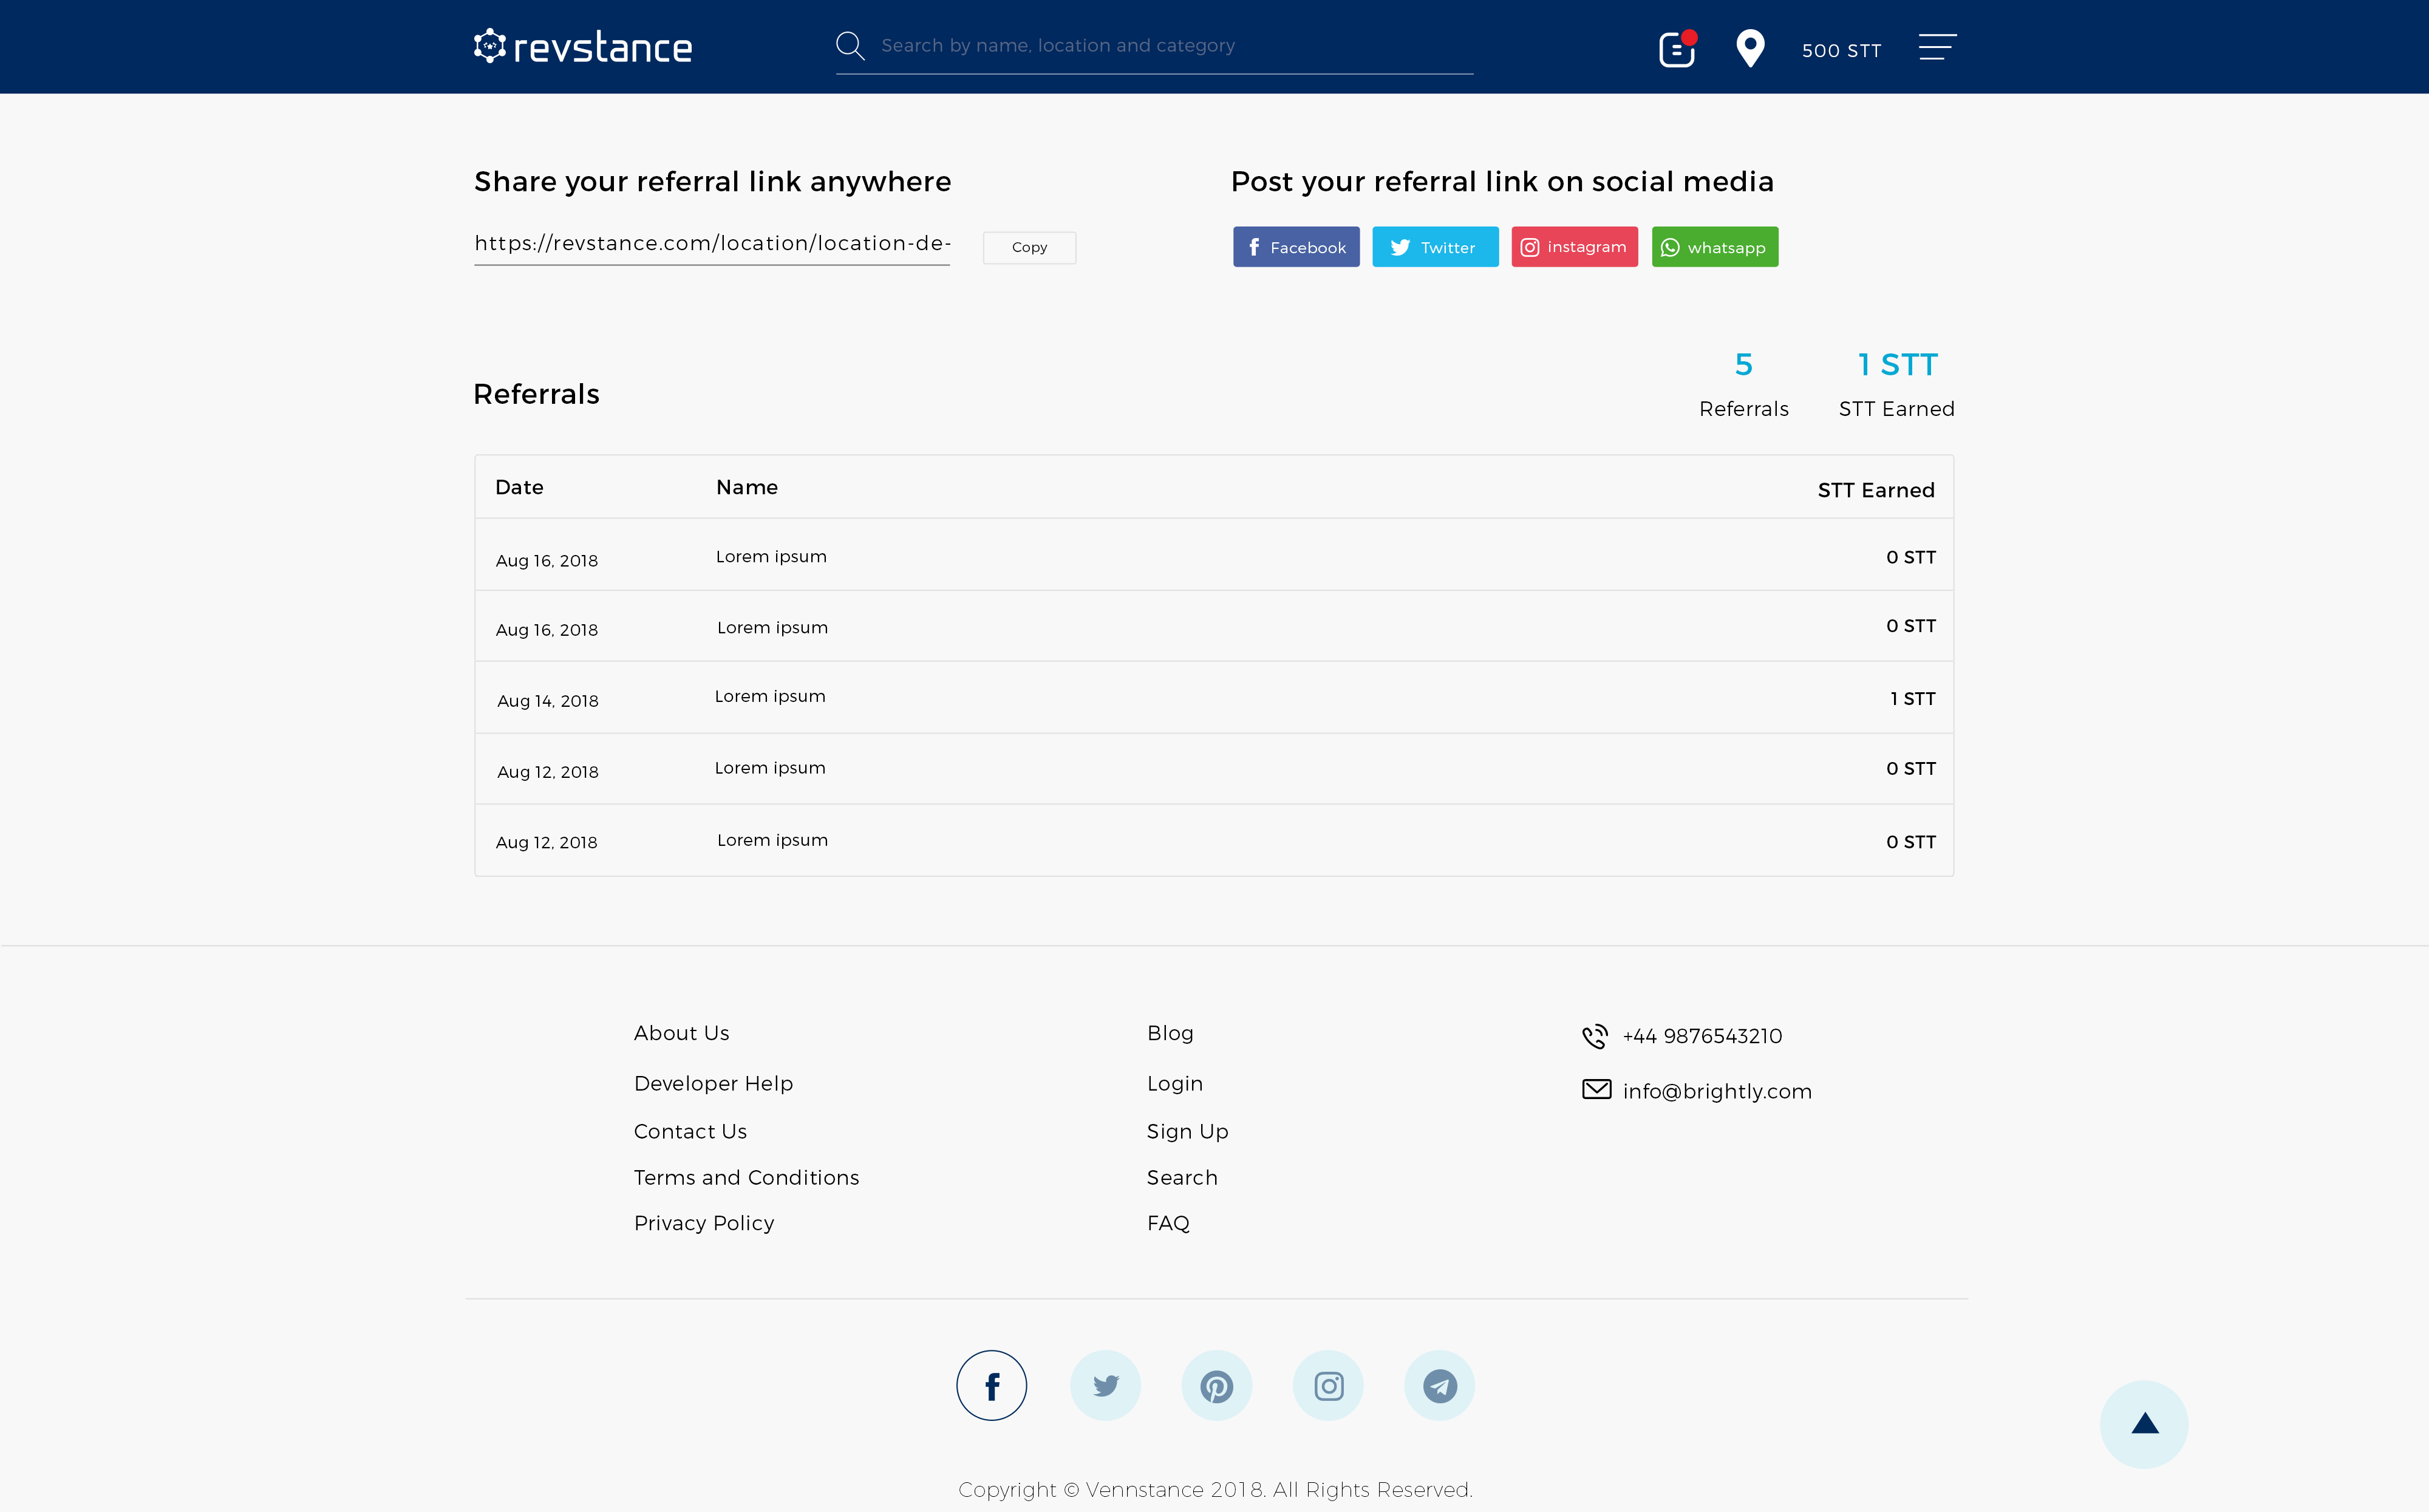 revstance
Search by name, location and category
500 STT
Share your referral link anywhere
Post your referral link on social media
https://revstance.com/location/location-de-
Copy
Facebook
Twitter
instagram
whatsapp
5
1 STT
Referrals
Referrals
STT Earned
Date Name STT Earned
Aug 16, 2018 Lorem ipsum 0 STT
Aug 16, 2018 Lorem ipsum 0 STT
Aug 14, 2018 Lorem ipsum 1 STT
Aug 12, 2018 Lorem ipsum 0 STT
Aug 12, 2018 Lorem ipsum 0 STT
About Us
Developer Help
Contact Us
Terms and Conditions
Privacy Policy
Blog
Login
Sign Up
Search
FAQ
+44 9876543210
info@brightly.com
Copyright © Vennstance 2018. All Rights Reserved.